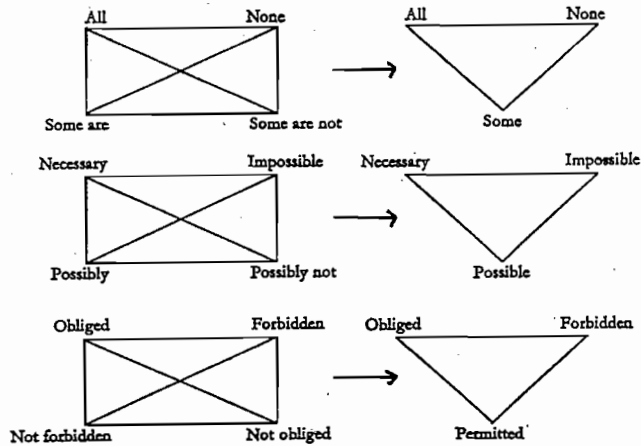 All None All None
Some are Some are not Some
Necessary Impossible Necessary Impossible
Possibly Possibly not Possible
Obliged Forbidden Obliged Forbidden
Not forbidden Not obliged Permitted